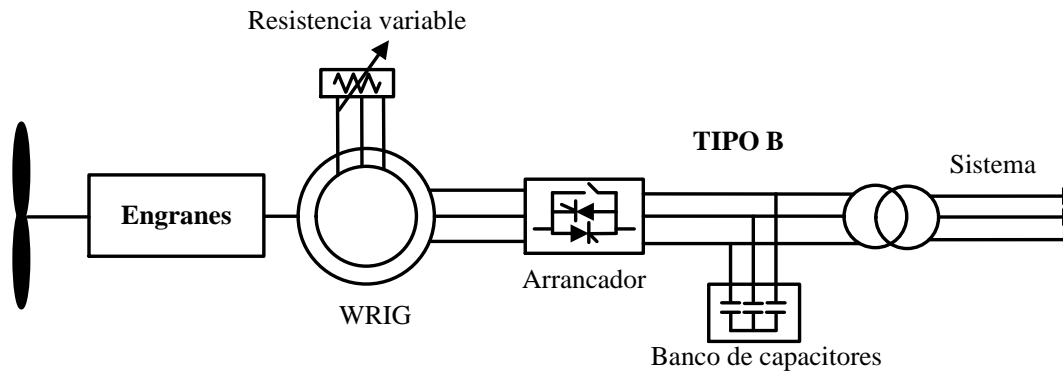 Resistencia variable
TIPO B
Sistema
Engranes
Arrancador
WRIG
Banco de capacitores